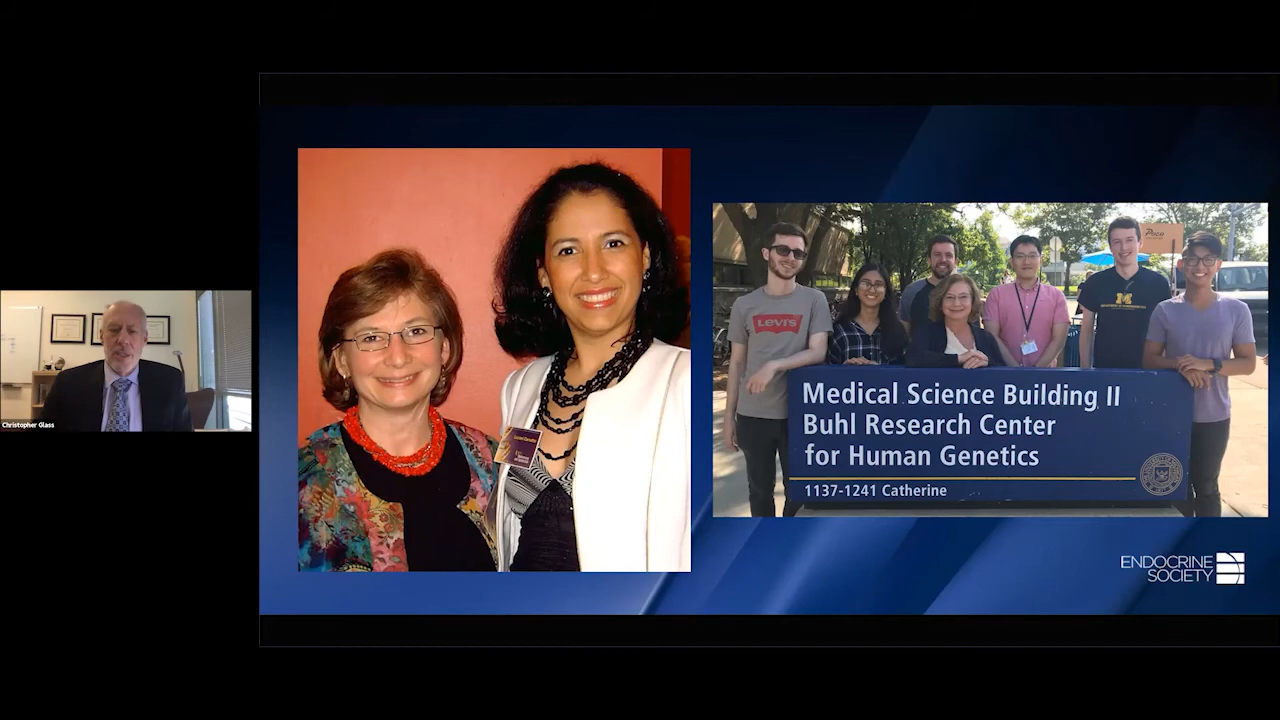 Christopher Glass
LEVI'S
M
Medical Science Building II
Buhl Research Center
for Human Genetics
1137-1241 Catherine
ENDOCRINE
SOCIETY